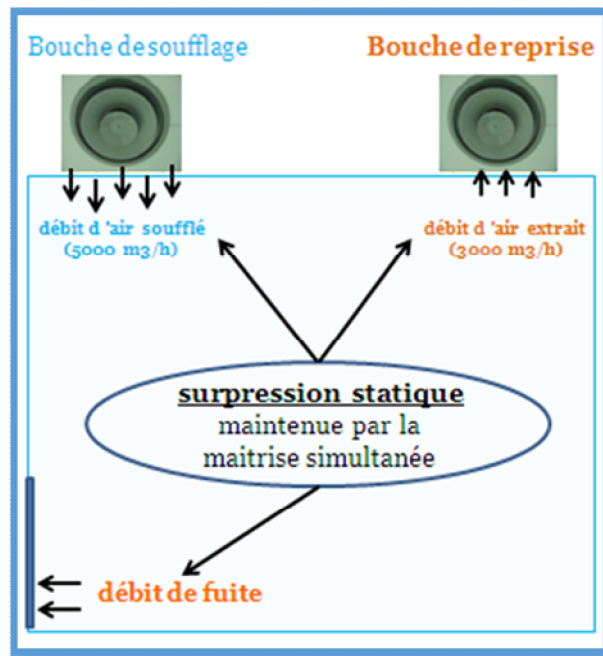 Bouche de soufflage
Bouche de reprise
débit d 'air soufflé
(5000 m3/h)
débit d 'air extrait
(3000 m3/h)
surpression statique
maintenue par la
maitrise simultanée
débit de fuite